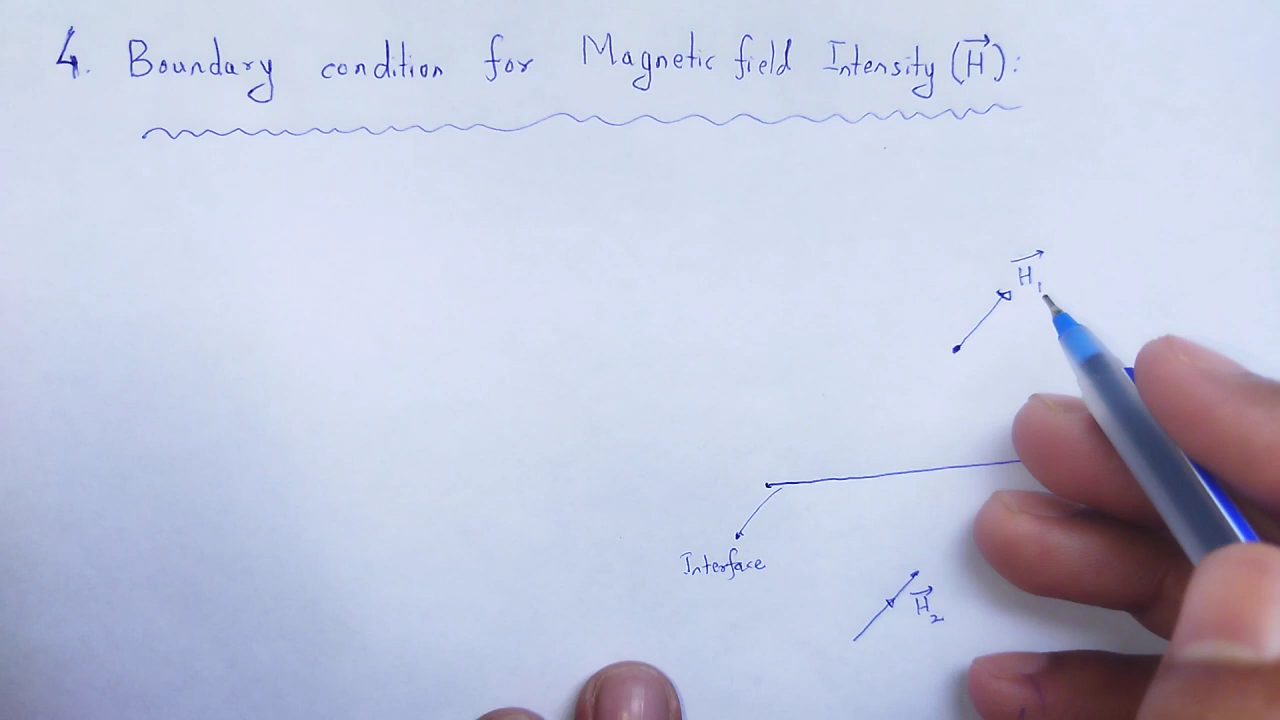 4. Boundary condition for Magnetic field Intensity (H⃗):
H⃗₁
Interface
H⃗₂